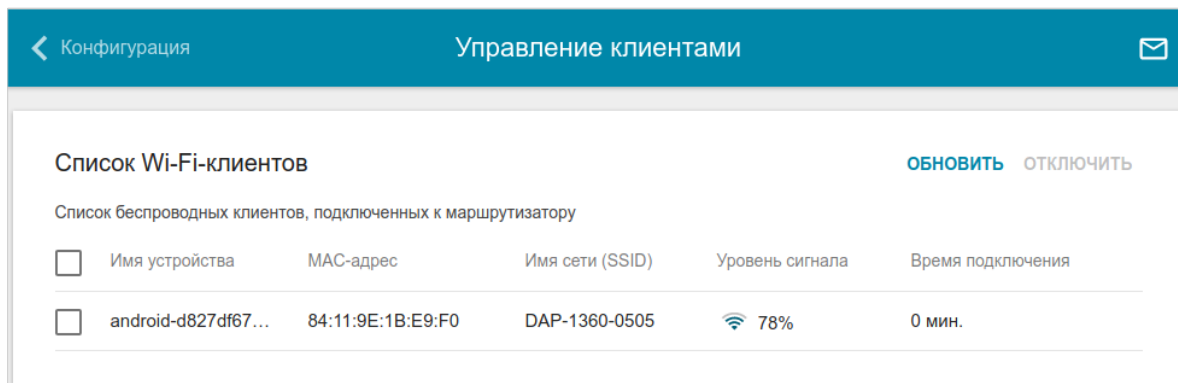 Конфигурация Управление клиентами
Список Wi-Fi-клиентов ОБНОВИТЬ ОТКЛЮЧИТЬ
Список беспроводных клиентов, подключенных к маршрутизатору
Имя устройства MAC-адрес Имя сети (SSID) Уровень сигнала Время подключения
android-d827df67... 84:11:9E:1B:E9:F0 DAP-1360-0505 78% 0 мин.